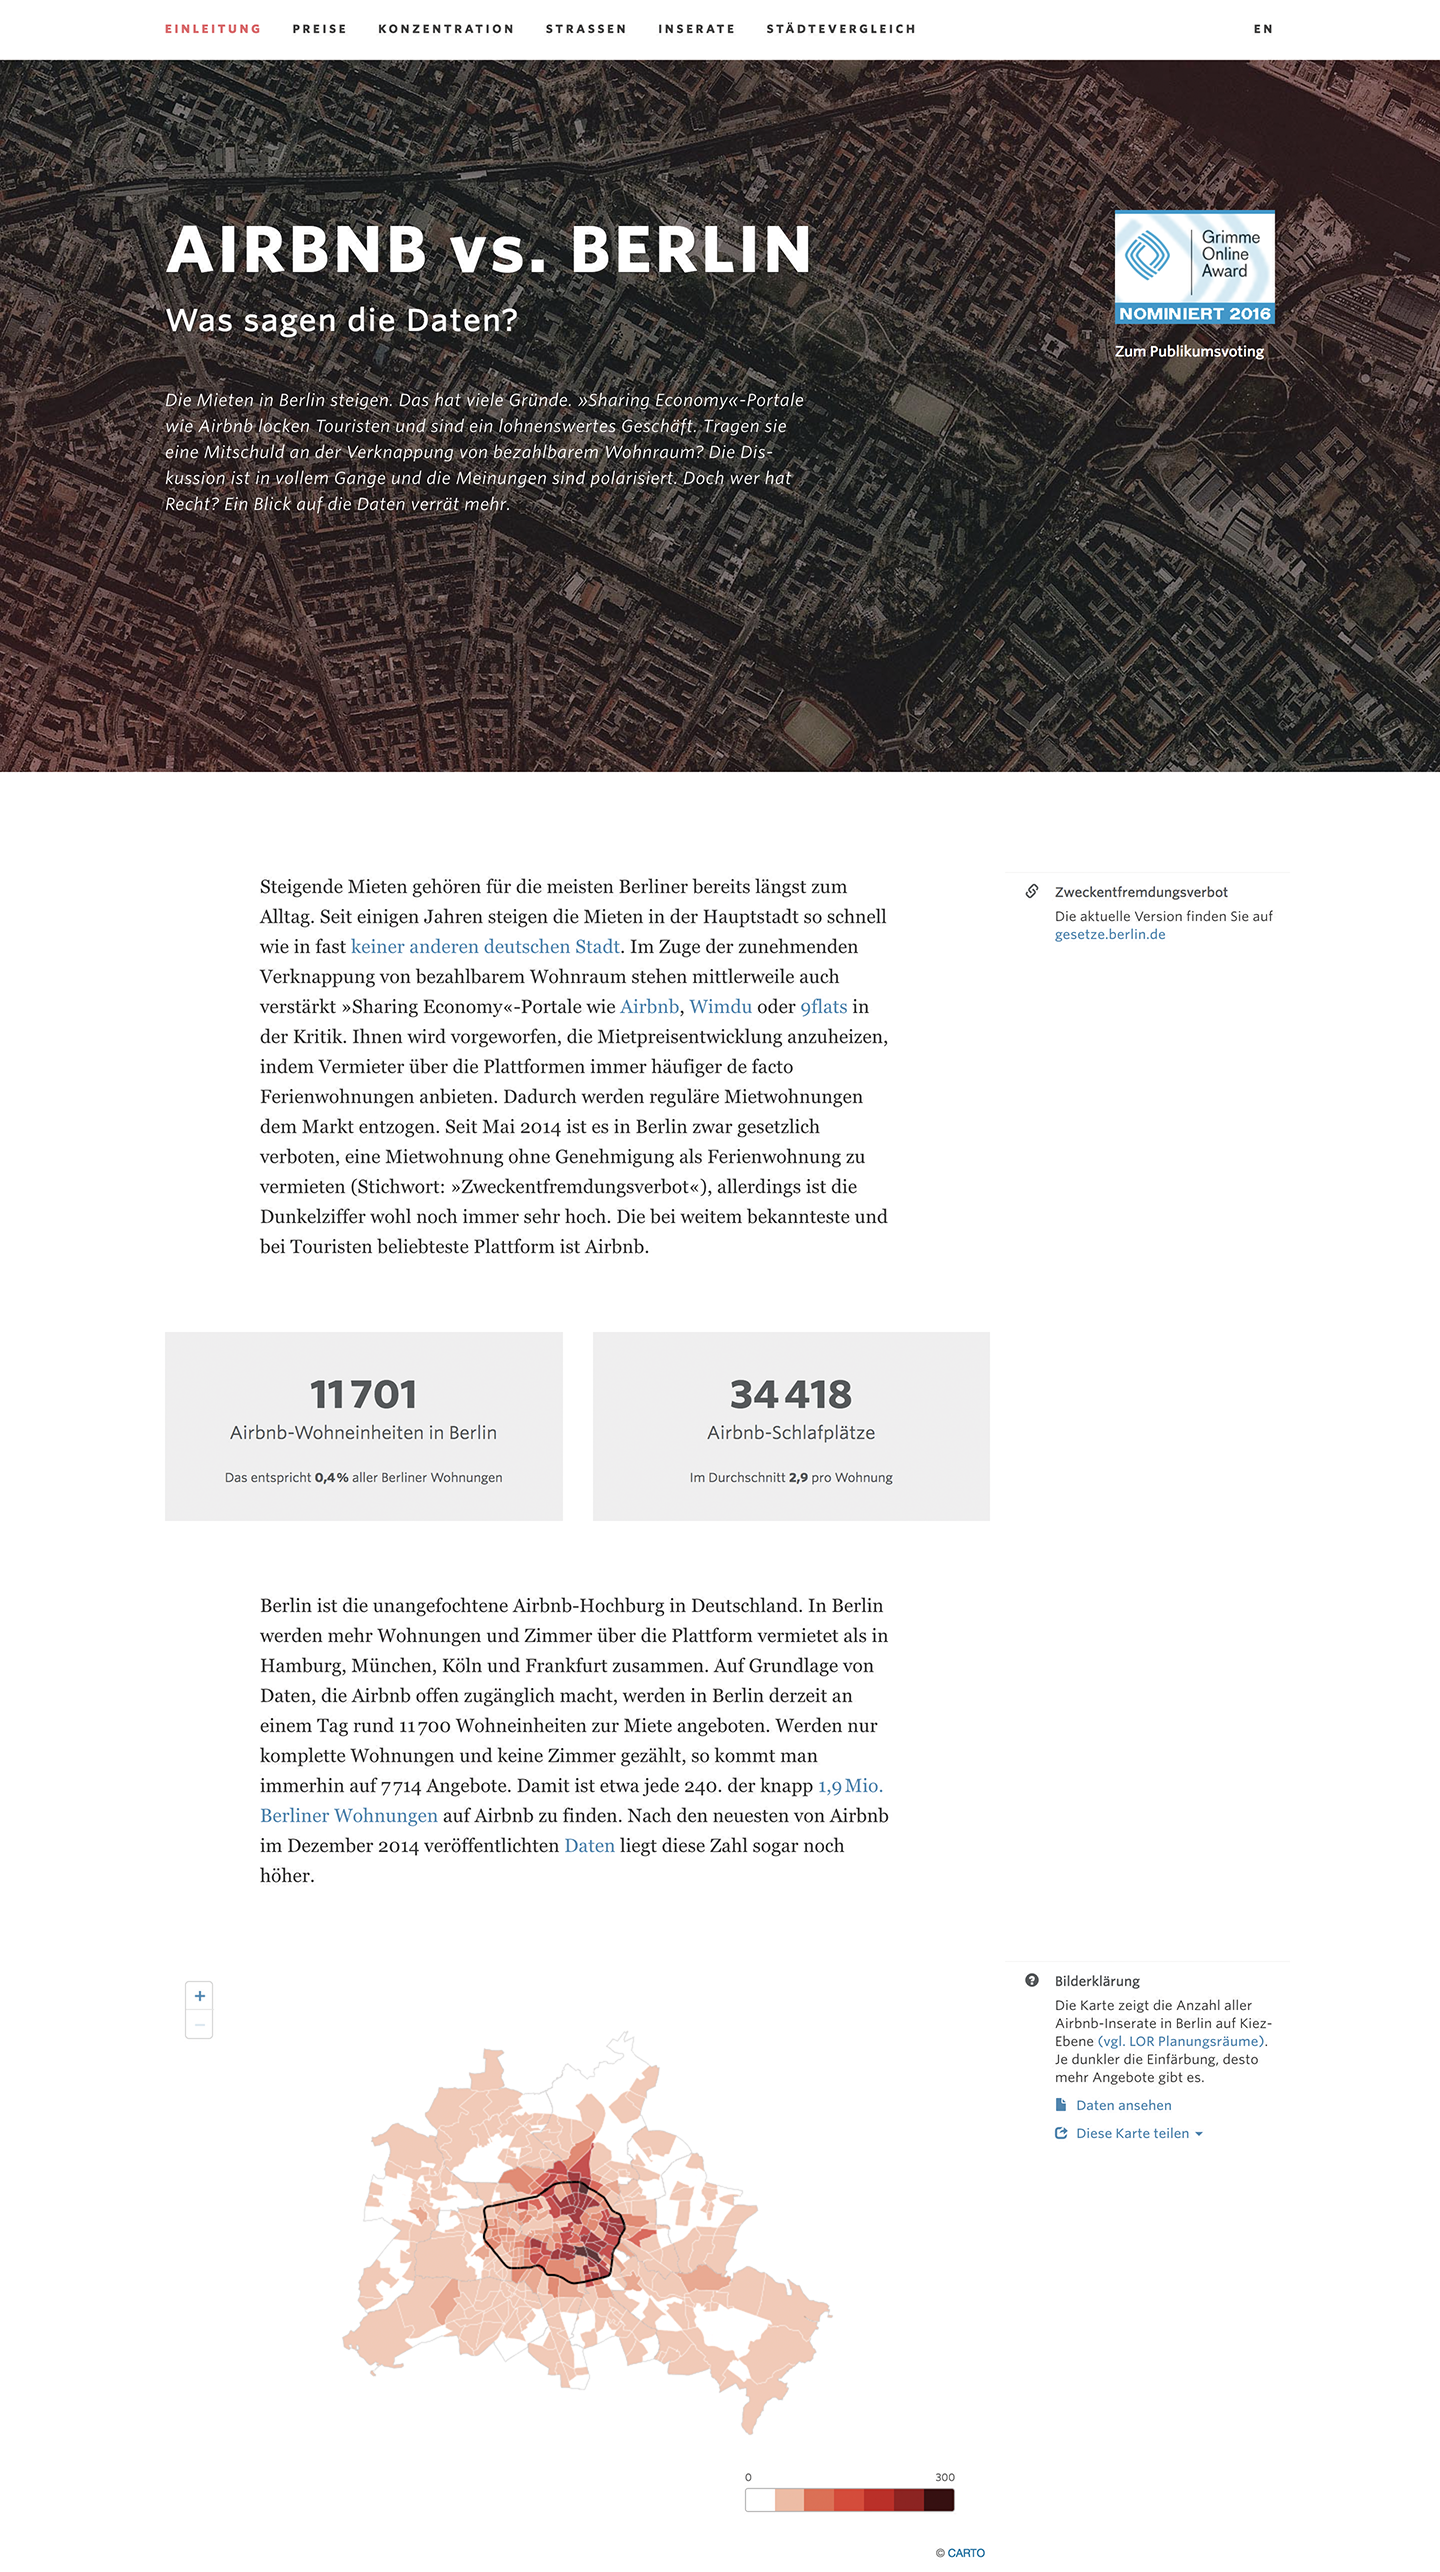 EINLEITUNG PREISE KONZENTRATION STRASSEN INSERATE STÄDTEVERGLEICH EN
AIRBNB vs. BERLIN
Was sagen die Daten?
Die Mieten in Berlin steigen. Das hat viele Gründe. »Sharing Economy«-Portale
wie Airbnb locken Touristen und sind ein lohnenswertes Geschäft. Tragen sie
eine Mitschuld an der Verknappung von bezahlbarem Wohnraum? Die Dis-
kussion ist in vollem Gange und die Meinungen sind polarisiert. Doch wer hat
Recht? Ein Blick auf die Daten verrät mehr.
Grimme
Online
Award
NOMINIERT 2016
Zum Publikumsvoting
Steigende Mieten gehören für die meisten Berliner bereits längst zum
Alltag. Seit einigen Jahren steigen die Mieten in der Hauptstadt so schnell
wie in fast keiner anderen deutschen Stadt. Im Zuge der zunehmenden
Verknappung von bezahlbarem Wohnraum stehen mittlerweile auch
verstärkt »Sharing Economy«-Portale wie Airbnb, Wimdu oder 9flats in
der Kritik. Ihnen wird vorgeworfen, die Mietpreisentwicklung anzuheizen,
indem Vermieter über die Plattformen immer häufiger de facto
Ferienwohnungen anbieten. Dadurch werden reguläre Mietwohnungen
dem Markt entzogen. Seit Mai 2014 ist es in Berlin zwar gesetzlich
verboten, eine Mietwohnung ohne Genehmigung als Ferienwohnung zu
vermieten (Stichwort: »Zweckentfremdungsverbot«), allerdings ist die
Dunkelziffer wohl noch immer sehr hoch. Die bei weitem bekannteste und
bei Touristen beliebteste Plattform ist Airbnb.
Zweckentfremdungsverbot
Die aktuelle Version finden Sie auf
gesetze.berlin.de
11 701
Airbnb-Wohneinheiten in Berlin
Das entspricht 0,4 % aller Berliner Wohnungen
34 418
Airbnb-Schlafplätze
Im Durchschnitt 2,9 pro Wohnung
Berlin ist die unangefochtene Airbnb-Hochburg in Deutschland. In Berlin
werden mehr Wohnungen und Zimmer über die Plattform vermietet als in
Hamburg, München, Köln und Frankfurt zusammen. Auf Grundlage von
Daten, die Airbnb offen zugänglich macht, werden in Berlin derzeit an
einem Tag rund 11 700 Wohneinheiten zur Miete angeboten. Werden nur
komplette Wohnungen und keine Zimmer gezählt, so kommt man
immerhin auf 7 714 Angebote. Damit ist etwa jede 240. der knapp 1,9 Mio.
Berliner Wohnungen auf Airbnb zu finden. Nach den neuesten von Airbnb
im Dezember 2014 veröffentlichten Daten liegt diese Zahl sogar noch
höher.
+
−
Bilderklärung
Die Karte zeigt die Anzahl aller
Airbnb-Inserate in Berlin auf Kiez-
Ebene (vgl. LOR Planungsräume).
Je dunkler die Einfärbung, desto
mehr Angebote gibt es.
Daten ansehen
Diese Karte teilen
0 300
© CARTO